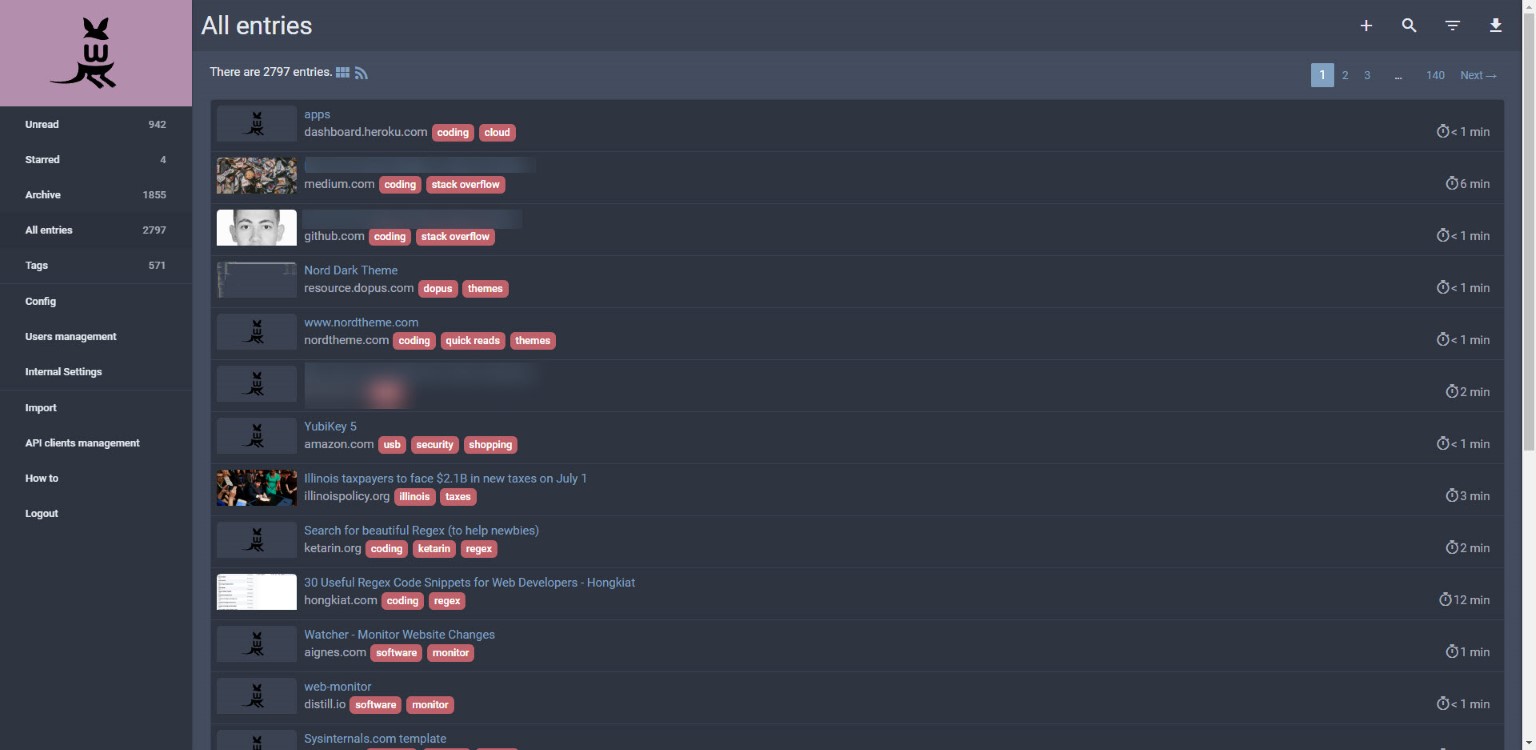 W
All entries
There are 2797 entries.
1 2 3 ... 140 Next →
Unread 942
Starred 4
Archive 1855
All entries 2797
Tags 571
Config
Users management
Internal Settings
Import
API clients management
How to
Logout
apps
dashboard.heroku.com coding cloud
< 1 min
medium.com coding stack overflow
6 min
github.com coding stack overflow
< 1 min
Nord Dark Theme
resource.dopus.com dopus themes
< 1 min
www.nordtheme.com
nordtheme.com coding quick reads themes
< 1 min
2 min
YubiKey 5
amazon.com usb security shopping
< 1 min
Illinois taxpayers to face $2.1B in new taxes on July 1
illinoispolicy.org illinois taxes
3 min
Search for beautiful Regex (to help newbies)
ketarin.org coding ketarin regex
2 min
30 Useful Regex Code Snippets for Web Developers - Hongkiat
hongkiat.com coding regex
12 min
Watcher - Monitor Website Changes
aignes.com software monitor
1 min
web-monitor
distill.io software monitor
< 1 min
Sysinternals.com template